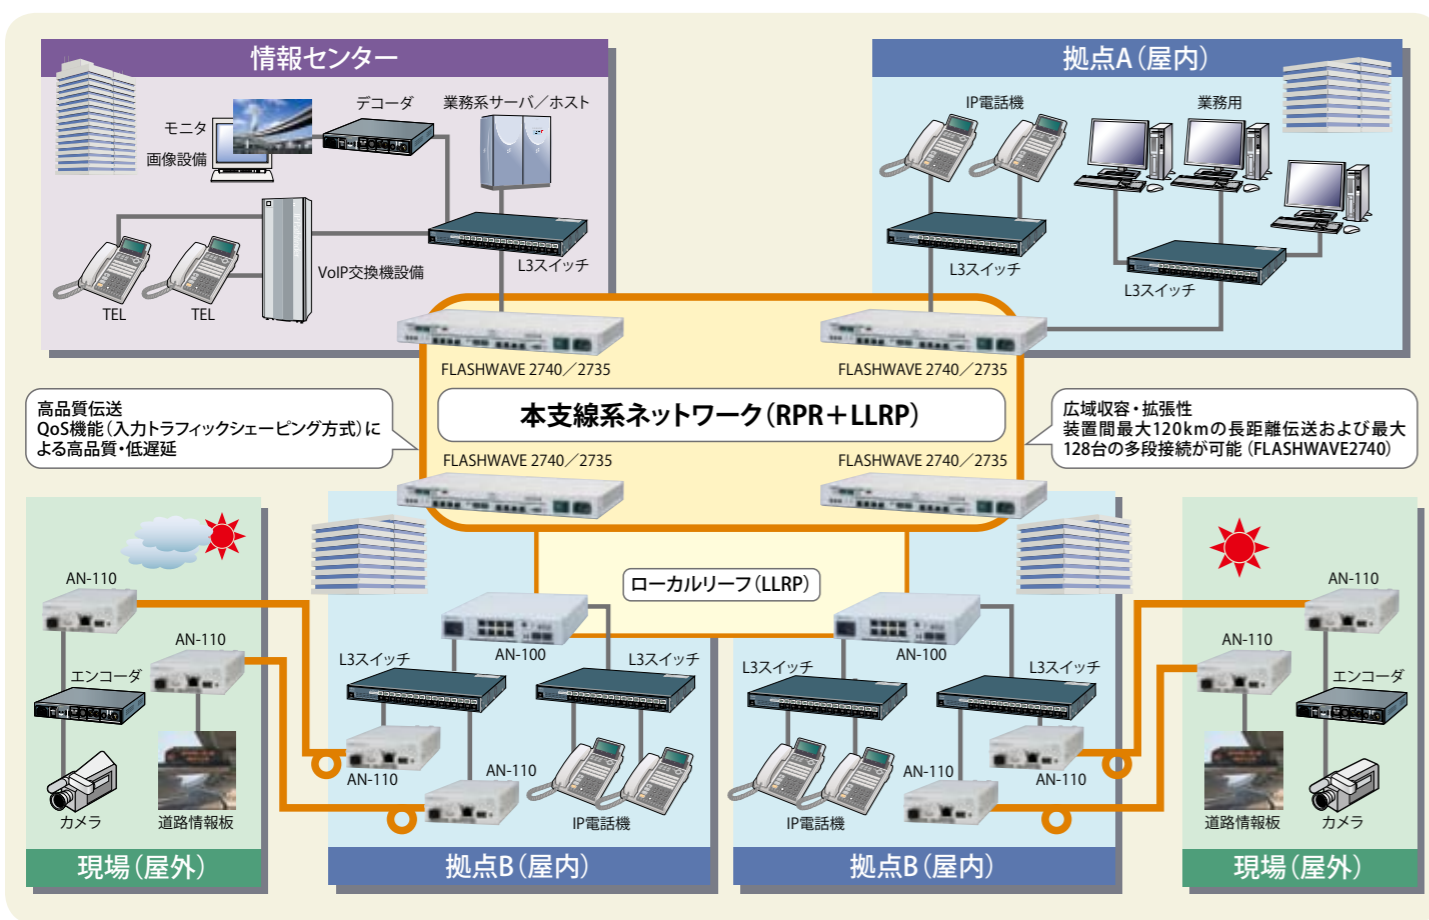 情報センター
モニタ
画像設備
デコーダ
業務系サーバ／ホスト
L3スイッチ
VoIP交換機設備
TEL
TEL
拠点A（屋内）
IP電話機
業務用
L3スイッチ
L3スイッチ
FLASHWAVE 2740／2735
FLASHWAVE 2740／2735
本支線系ネットワーク（RPR＋LLRP）
高品質伝送
QoS機能（入力トラフィックシェーピング方式）に
よる高品質・低遅延
広域収容・拡張性
装置間最大120kmの長距離伝送および最大
128台の多段接続が可能（FLASHWAVE2740）
FLASHWAVE 2740／2735
FLASHWAVE 2740／2735
ローカルリーフ（LLRP）
AN-110
AN-110
エンコーダ
カメラ
道路情報板
現場（屋外）
AN-100
L3スイッチ
L3スイッチ
AN-110
AN-110
IP電話機
拠点B（屋内）
AN-100
L3スイッチ
L3スイッチ
AN-110
AN-110
IP電話機
拠点B（屋内）
AN-110
AN-110
エンコーダ
道路情報板
カメラ
現場（屋外）